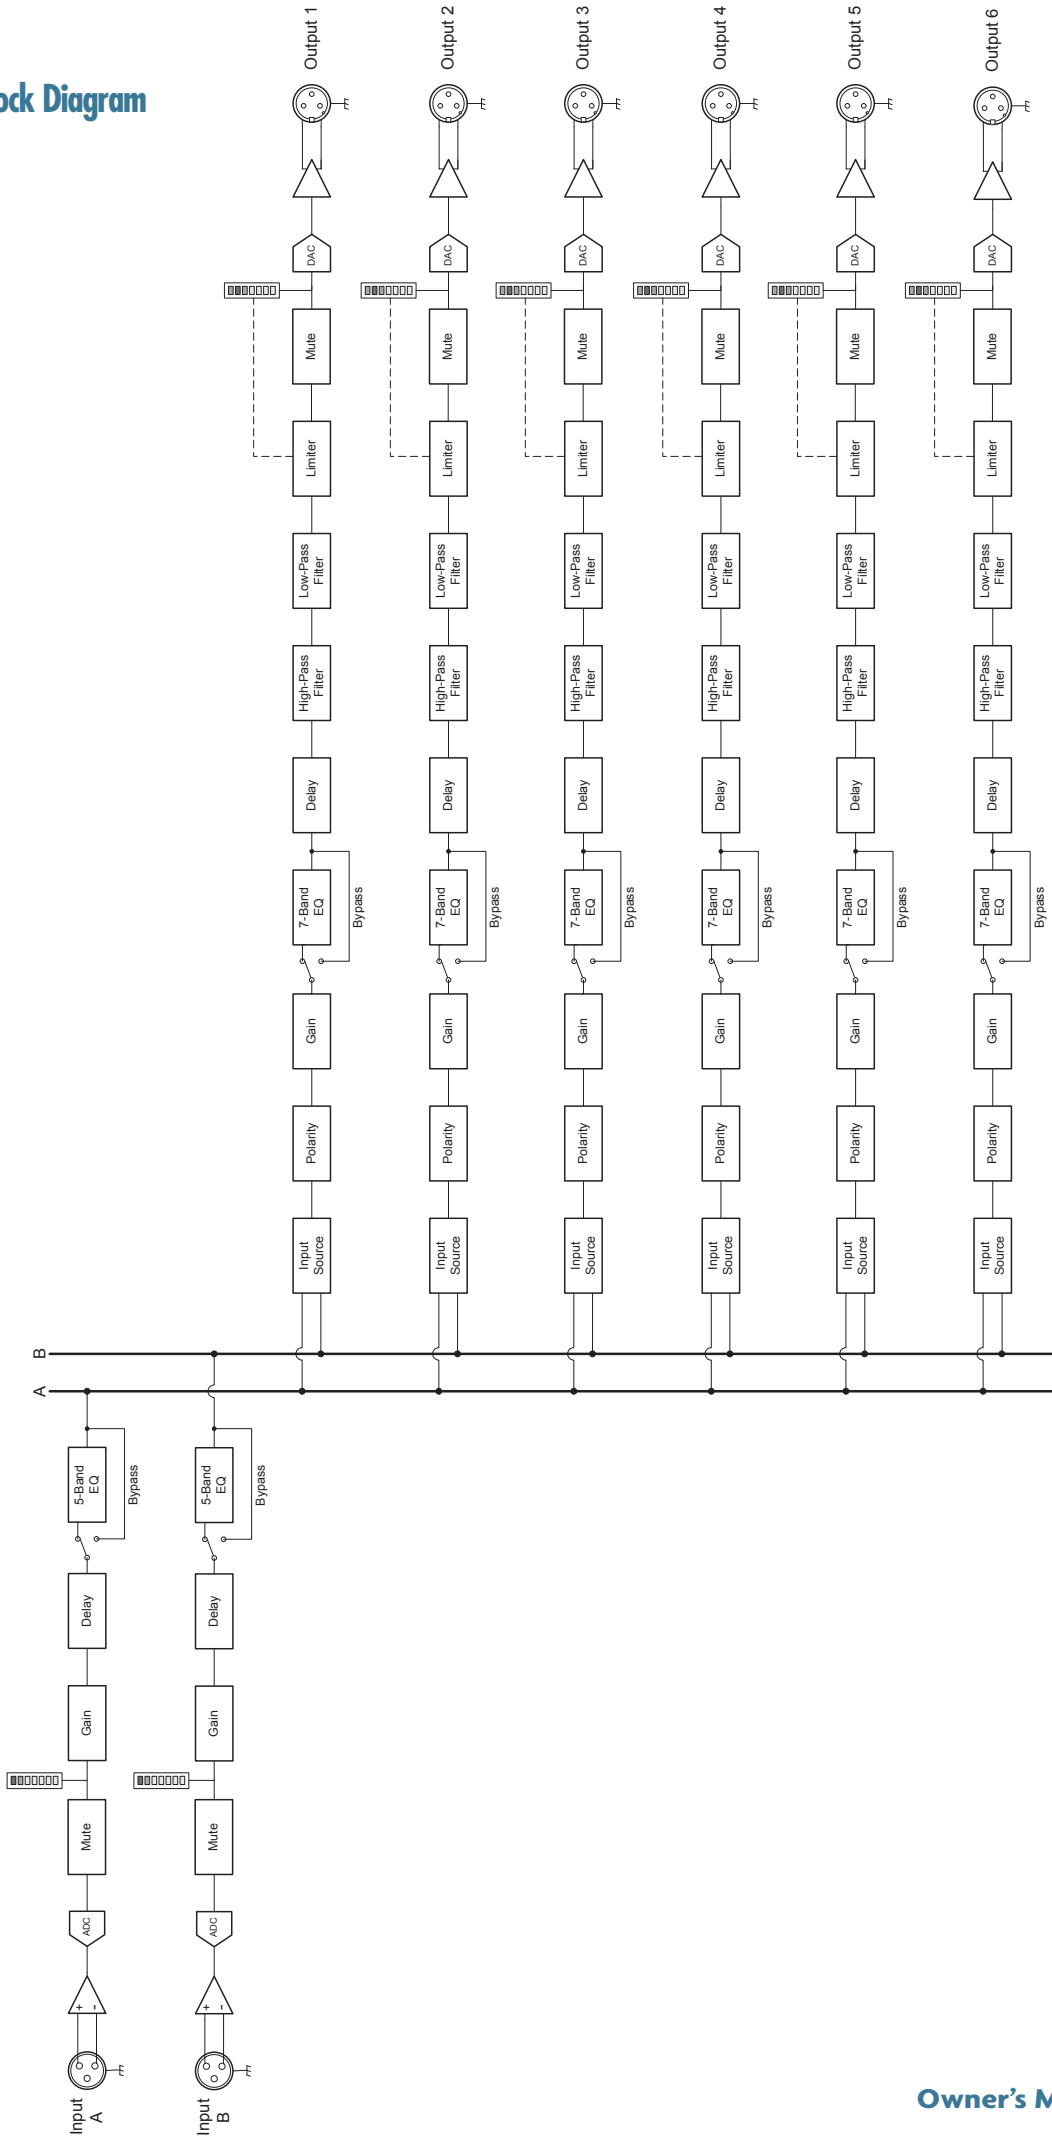 ock Diagram
Output 1
Output 2
Output 3
Output 4
Output 5
Output 6
DAC
DAC
DAC
DAC
DAC
DAC
Mute
Mute
Mute
Mute
Mute
Mute
Limiter
Limiter
Limiter
Limiter
Limiter
Limiter
Low-Pass
Filter
Low-Pass
Filter
Low-Pass
Filter
Low-Pass
Filter
Low-Pass
Filter
Low-Pass
Filter
High-Pass
Filter
High-Pass
Filter
High-Pass
Filter
High-Pass
Filter
High-Pass
Filter
High-Pass
Filter
Delay
Delay
Delay
Delay
Delay
Delay
7-Band
EQ
Bypass
7-Band
EQ
Bypass
7-Band
EQ
Bypass
7-Band
EQ
Bypass
7-Band
EQ
Bypass
7-Band
EQ
Bypass
Gain
Gain
Gain
Gain
Gain
Gain
Polarity
Polarity
Polarity
Polarity
Polarity
Polarity
Input
Source
Input
Source
Input
Source
Input
Source
Input
Source
Input
Source
B
A
5-Band
EQ
Bypass
5-Band
EQ
Bypass
Delay
Delay
Gain
Gain
Mute
Mute
ADC
ADC
+
-
+
-
Input
A
Input
B
Owner's M